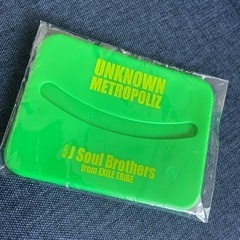 UNKNOWN
METROPOLIZ
J Soul Brothers
from EXILE TRIBE